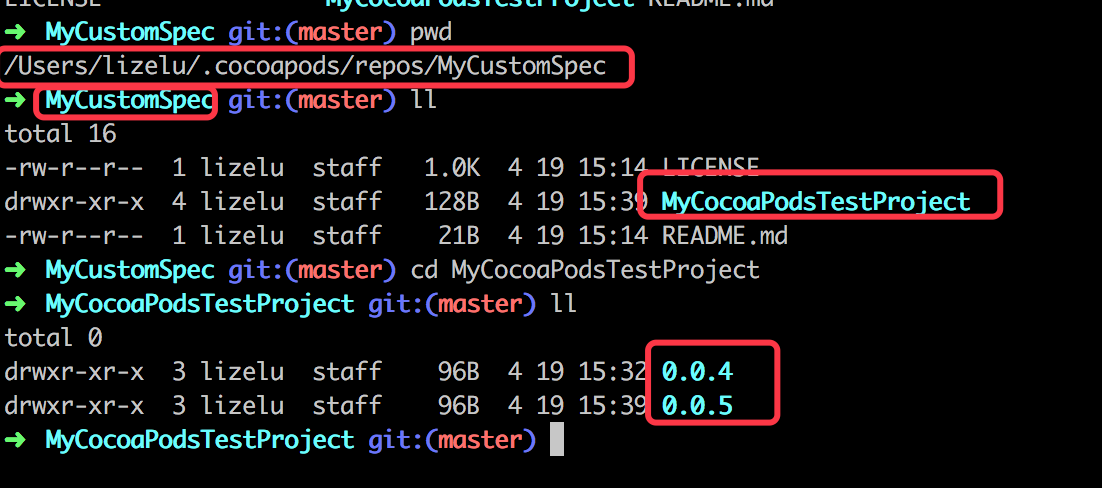 LICENSE MyCocoaPodsTestProject README.md
➜ MyCustomSpec git:(master) pwd
/Users/lizelu/.cocoapods/repos/MyCustomSpec
➜ MyCustomSpec git:(master) ll
total 16
-rw-r--r-- 1 lizelu staff 1.0K 4 19 15:14 LICENSE
drwxr-xr-x 4 lizelu staff 128B 4 19 15:39 MyCocoaPodsTestProject
-rw-r--r-- 1 lizelu staff 21B 4 19 15:14 README.md
➜ MyCustomSpec git:(master) cd MyCocoaPodsTestProject
➜ MyCocoaPodsTestProject git:(master) ll
total 0
drwxr-xr-x 3 lizelu staff 96B 4 19 15:32 0.0.4
drwxr-xr-x 3 lizelu staff 96B 4 19 15:39 0.0.5
➜ MyCocoaPodsTestProject git:(master)